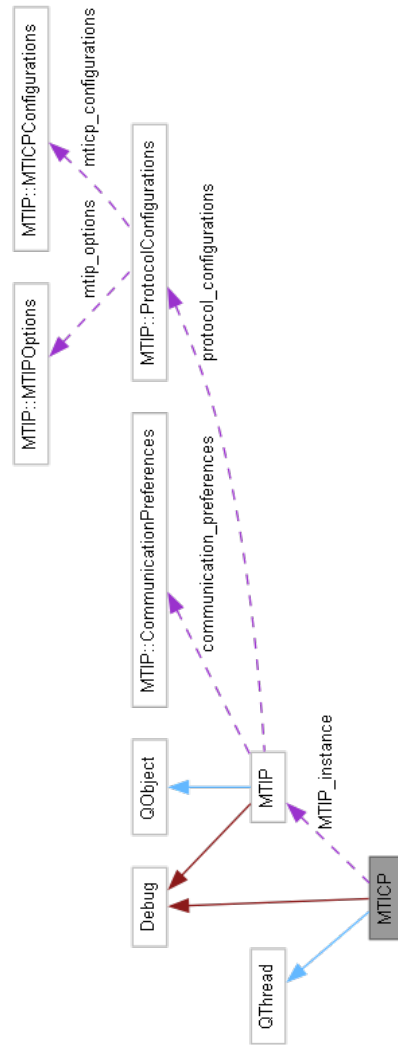 MTIP::MTICPConfigurations
mticp_configurations
MTIP::MTIPOptions
mtip_options
MTIP::ProtocolConfigurations
protocol_configurations
MTIP::CommunicationPreferences
communication_preferences
QObject
MTIP
MTIP_instance
Debug
MTICP
QThread